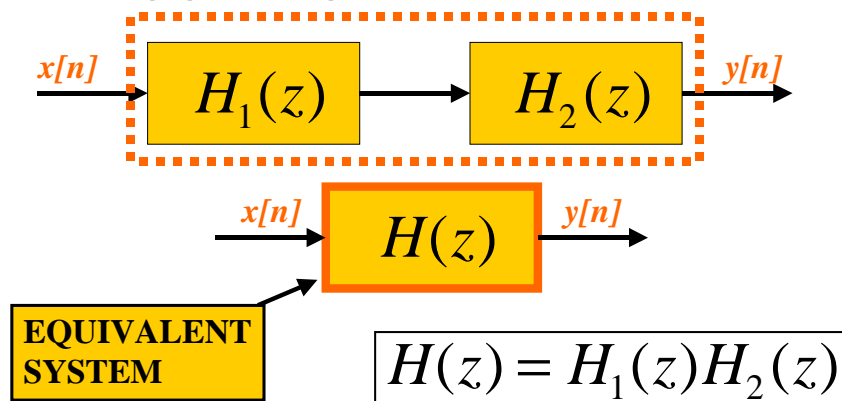 x[n] H₁(z) H₂(z) y[n]
x[n] H(z) y[n]
EQUIVALENT
SYSTEM
H(z) = H₁(z)H₂(z)